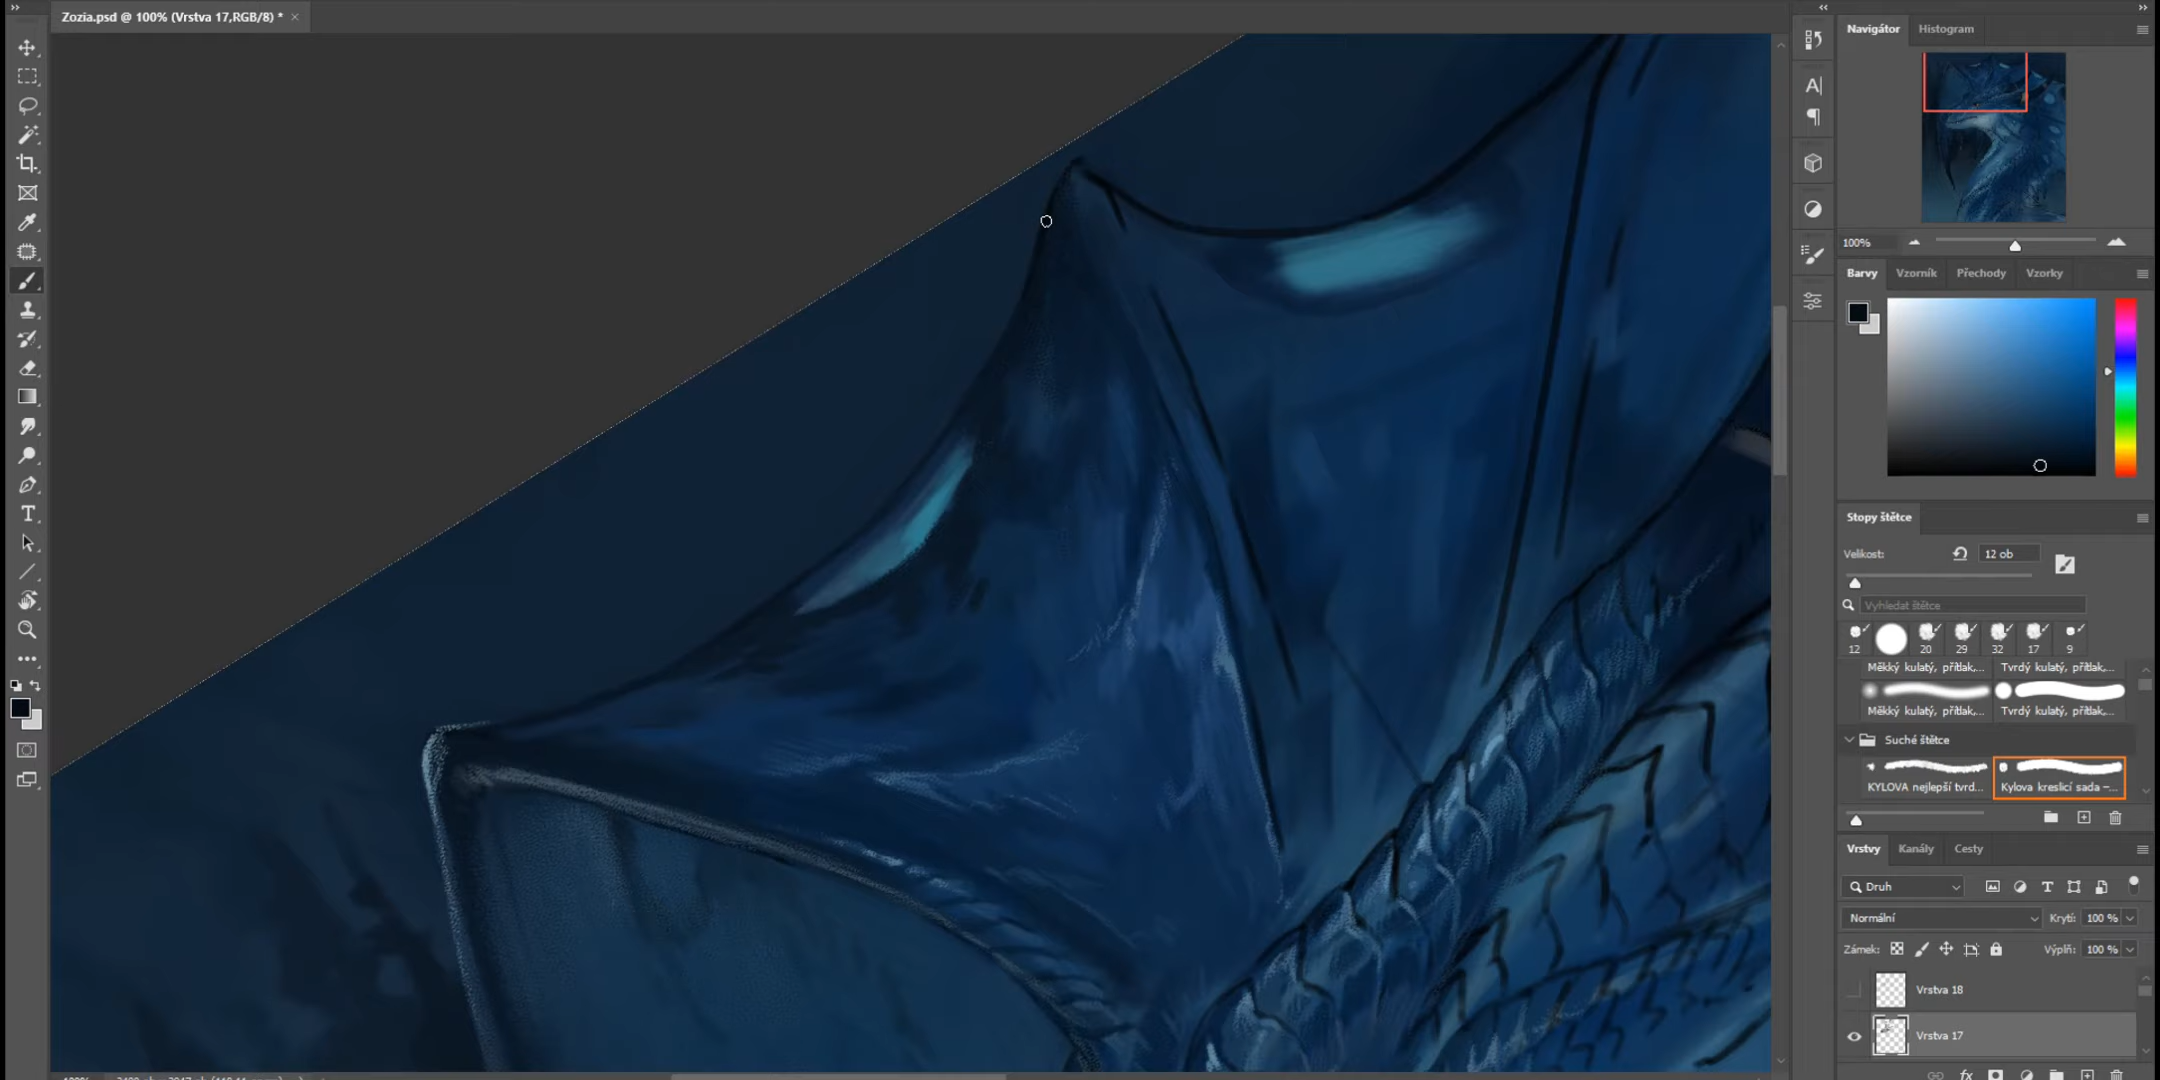 Zozia.psd @ 100% (Vrstva 17,RGB/8) *
Navigátor
Histogram
100%
Barvy
Vzorník
Přechody
Vzorky
Stopy štětce
Velikost:
12 ob
Vyhledat štětce
12
20
29
32
17
9
Měkký kulatý, přítlak,...
Tvrdý kulatý, přítlak,...
Měkký kulatý, přítlak,...
Tvrdý kulatý, přítlak,...
Suché štětce
KYLOVA nejlepší tvrd...
Kylova kreslicí sada –...
Vrstvy
Kanály
Cesty
Druh
Normální
Krytí:
100 %
Zámek:
Výplň:
100 %
Vrstva 18
Vrstva 17
fx